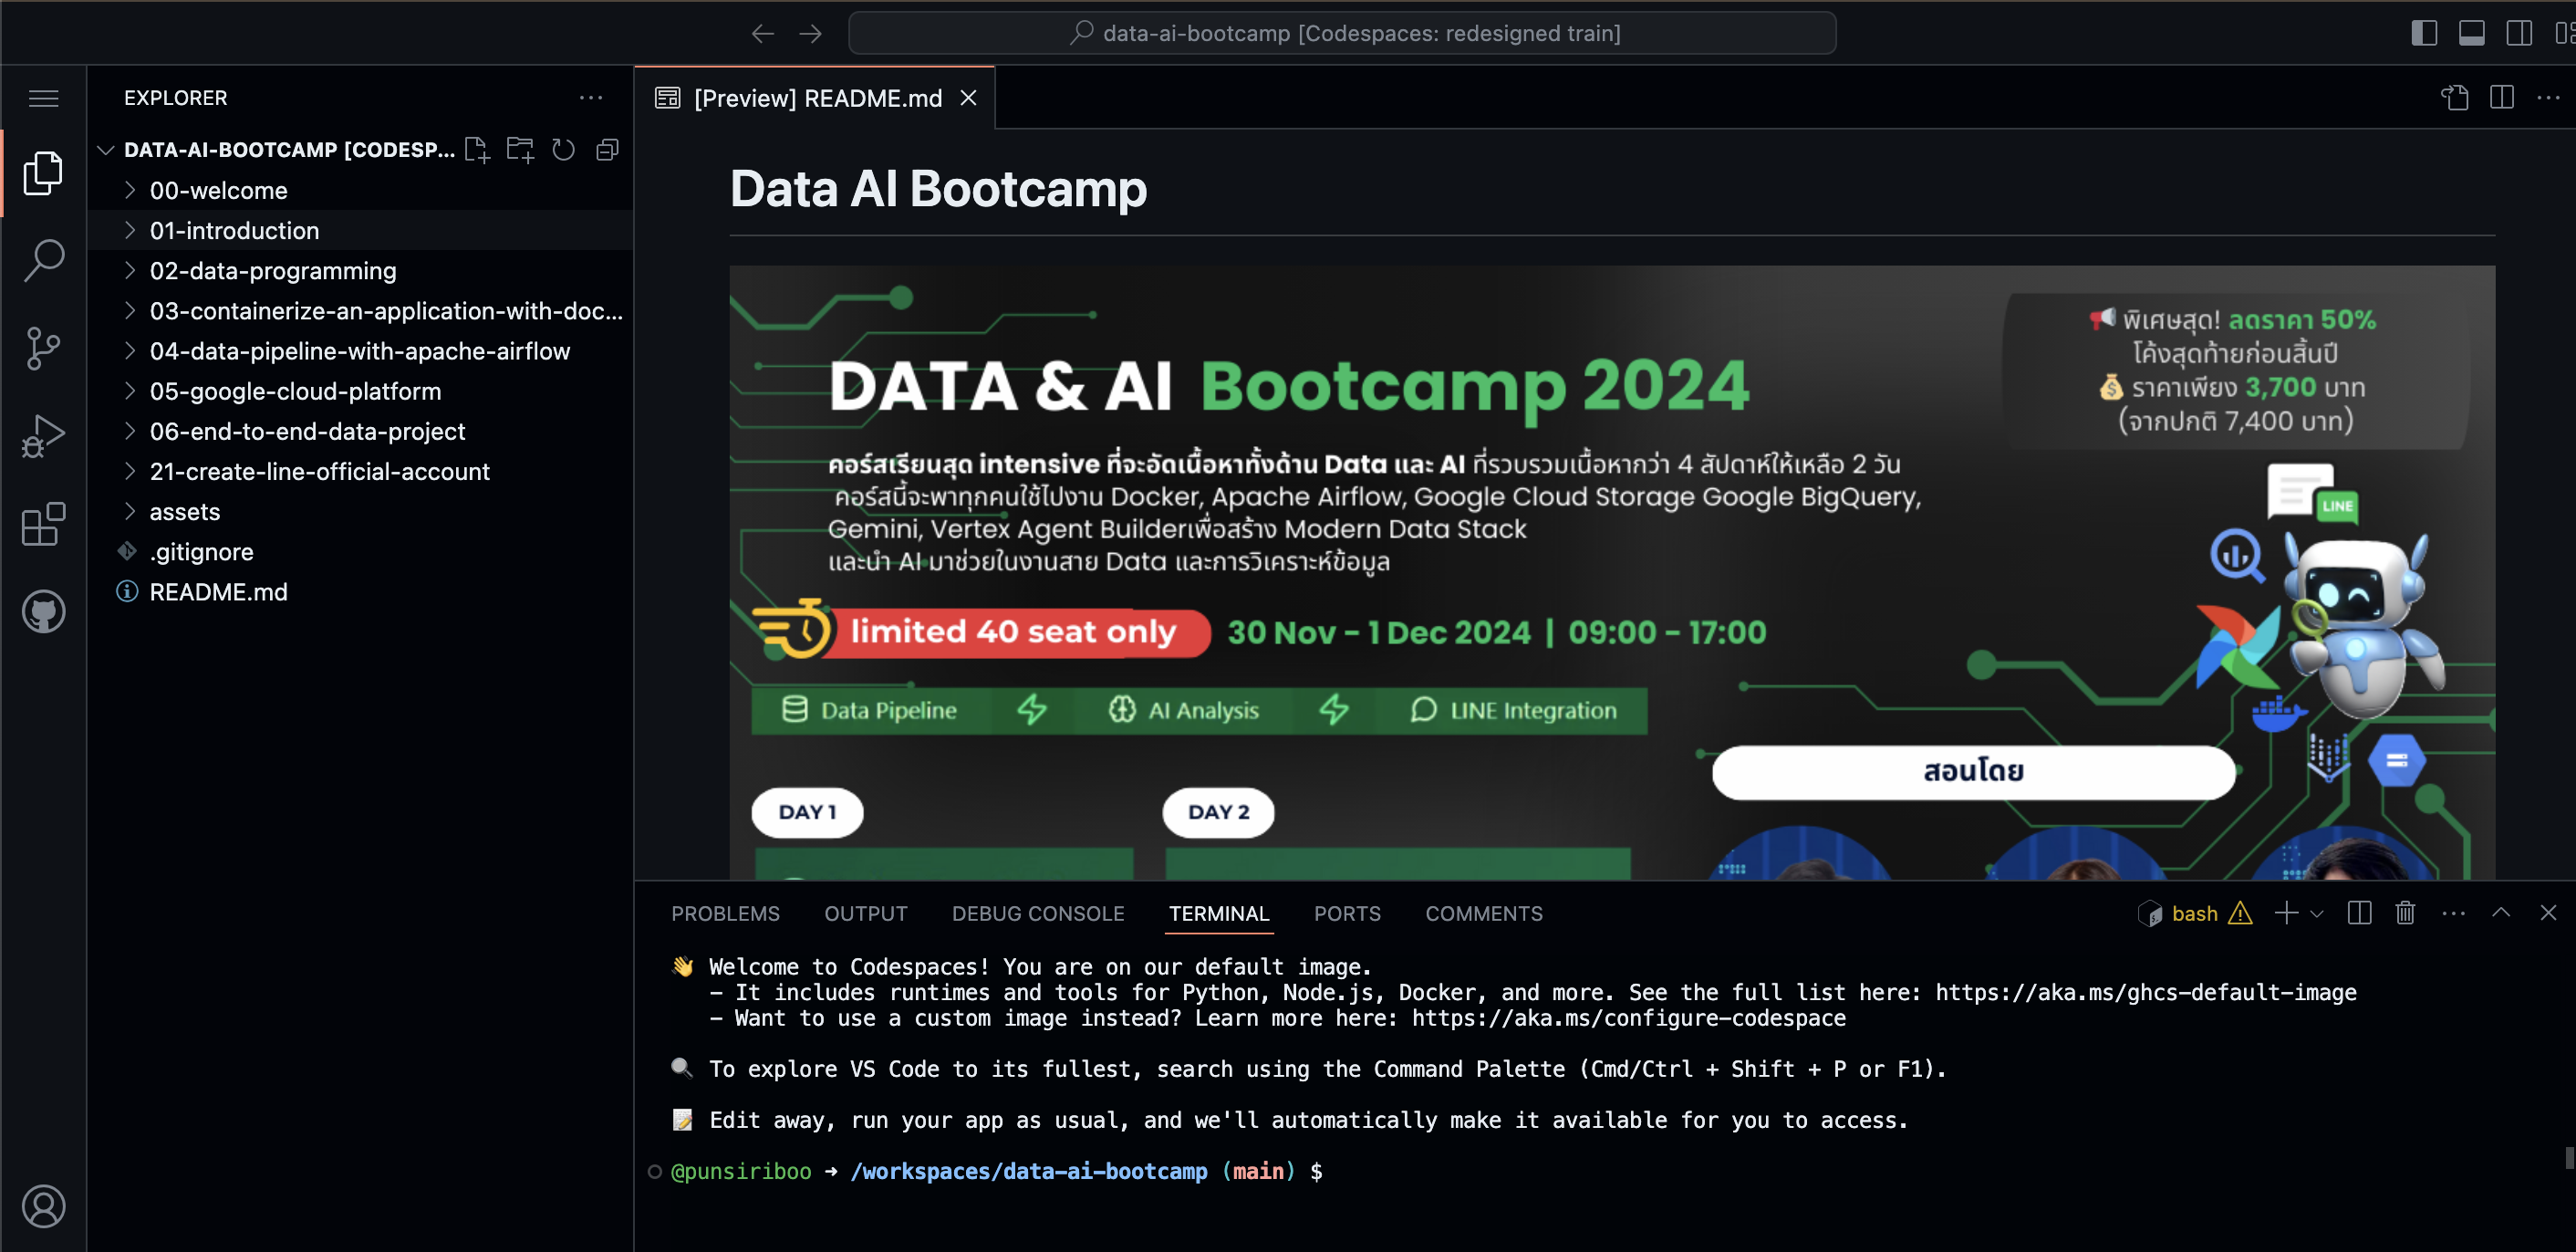 data-ai-bootcamp [Codespaces: redesigned train]
EXPLORER
DATA-AI-BOOTCAMP [CODESP...
00-welcome
01-introduction
02-data-programming
03-containerize-an-application-with-doc...
04-data-pipeline-with-apache-airflow
05-google-cloud-platform
06-end-to-end-data-project
21-create-line-official-account
assets
.gitignore
README.md
[Preview] README.md
Data AI Bootcamp
DATA & AI Bootcamp 2024
📢 พิเศษสุด! ลดราคา 50%
โค้งสุดท้ายก่อนสิ้นปี
💰 ราคาเพียง 3,700 บาท
(จากปกติ 7,400 บาท)
คอร์สเรียนสุด intensive ที่จะอัดเนื้อหาทั้งด้าน Data และ AI ที่รวบรวมเนื้อหากว่า 4 สัปดาห์ให้เหลือ 2 วัน
คอร์สนี้จะพาทุกคนใช้ไปงาน Docker, Apache Airflow, Google Cloud Storage Google BigQuery,
Gemini, Vertex Agent Builderเพื่อสร้าง Modern Data Stack
และนำ AI มาช่วยในงานสาย Data และการวิเคราะห์ข้อมูล
LINE
limited 40 seat only
30 Nov - 1 Dec 2024 | 09:00 - 17:00
Data Pipeline
AI Analysis
LINE Integration
สอนโดย
DAY 1
DAY 2
PROBLEMS
OUTPUT
DEBUG CONSOLE
TERMINAL
PORTS
COMMENTS
bash
👋 Welcome to Codespaces! You are on our default image.
- It includes runtimes and tools for Python, Node.js, Docker, and more. See the full list here: https://aka.ms/ghcs-default-image
- Want to use a custom image instead? Learn more here: https://aka.ms/configure-codespace
🔍 To explore VS Code to its fullest, search using the Command Palette (Cmd/Ctrl + Shift + P or F1).
📝 Edit away, run your app as usual, and we'll automatically make it available for you to access.
@punsiriboo ➜ /workspaces/data-ai-bootcamp (main) $